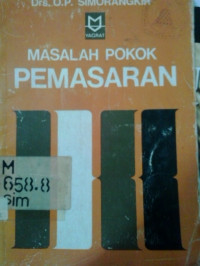 Drs. O.P. SIMORANGKIR
MASALAH POKOK
PEMASARAN
M
658.8
Sim